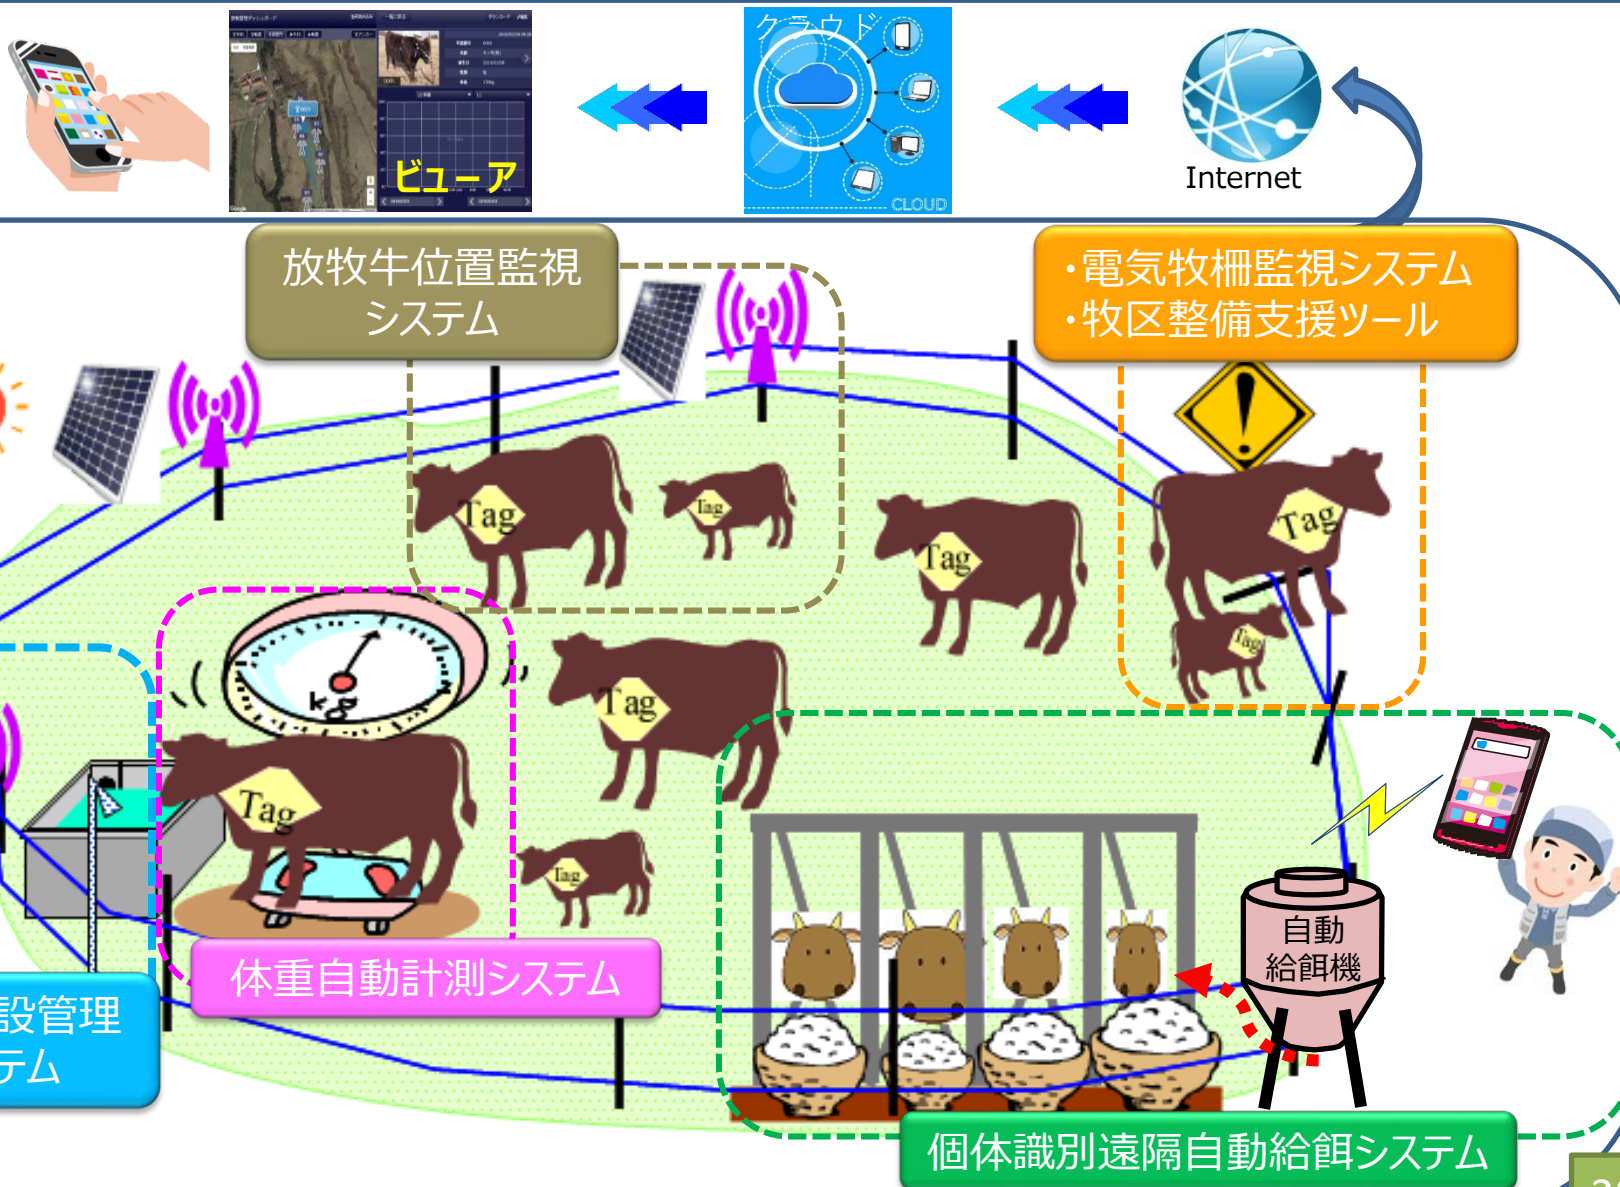 クラウド
CLOUD
ビューア
Internet
放牧牛位置監視
システム
・電気牧柵監視システム
・牧区整備支援ツール
Tag
Tag
Tag
Tag
Tag
Tag
Tag
Tag
kg
体重自動計測システム
設管理
テム
自動
給餌機
個体識別遠隔自動給餌システム